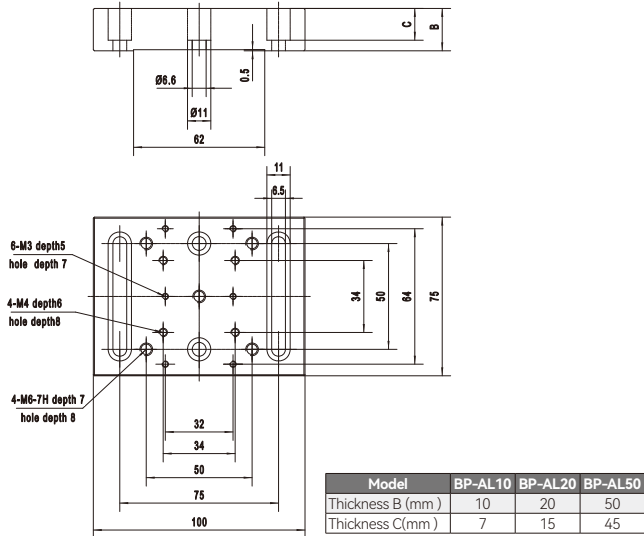 C
B
Ø6.6
0.5
Ø11
62
11
6.5
6-M3 depth5
hole depth 7
4-M4 depth6
hole depth8
34
50
64
75
4-M6-7H depth 7
hole depth 8
32
34
50
75
100
Model BP-AL10 BP-AL20 BP-AL50
Thickness B (mm ) 10 20 50
Thickness C(mm ) 7 15 45